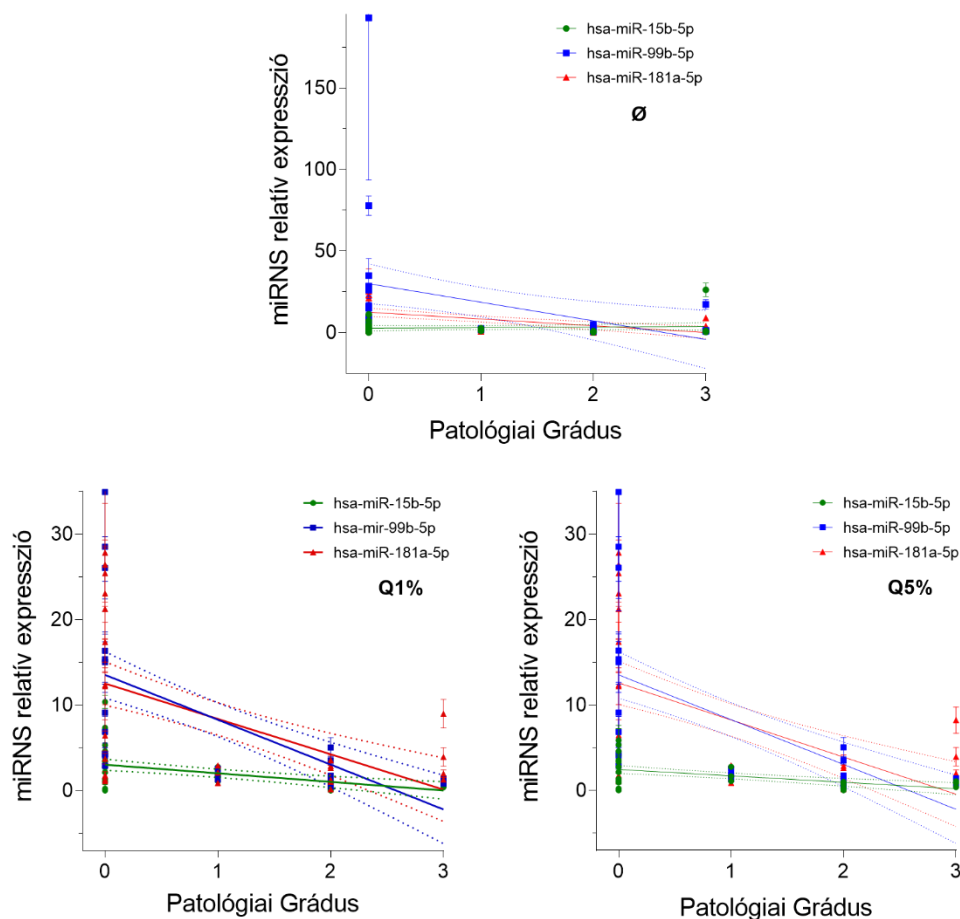 miRNS relatív expresszió
150
100
50
0
hsa-miR-15b-5p
hsa-miR-99b-5p
hsa-miR-181a-5p
Ø
0 1 2 3
Patológiai Grádus
miRNS relatív expresszió
30
20
10
0
hsa-miR-15b-5p
hsa-mir-99b-5p
hsa-miR-181a-5p
Q1%
0 1 2 3
Patológiai Grádus
miRNS relatív expresszió
30
20
10
0
hsa-miR-15b-5p
hsa-miR-99b-5p
hsa-miR-181a-5p
Q5%
0 1 2 3
Patológiai Grádus